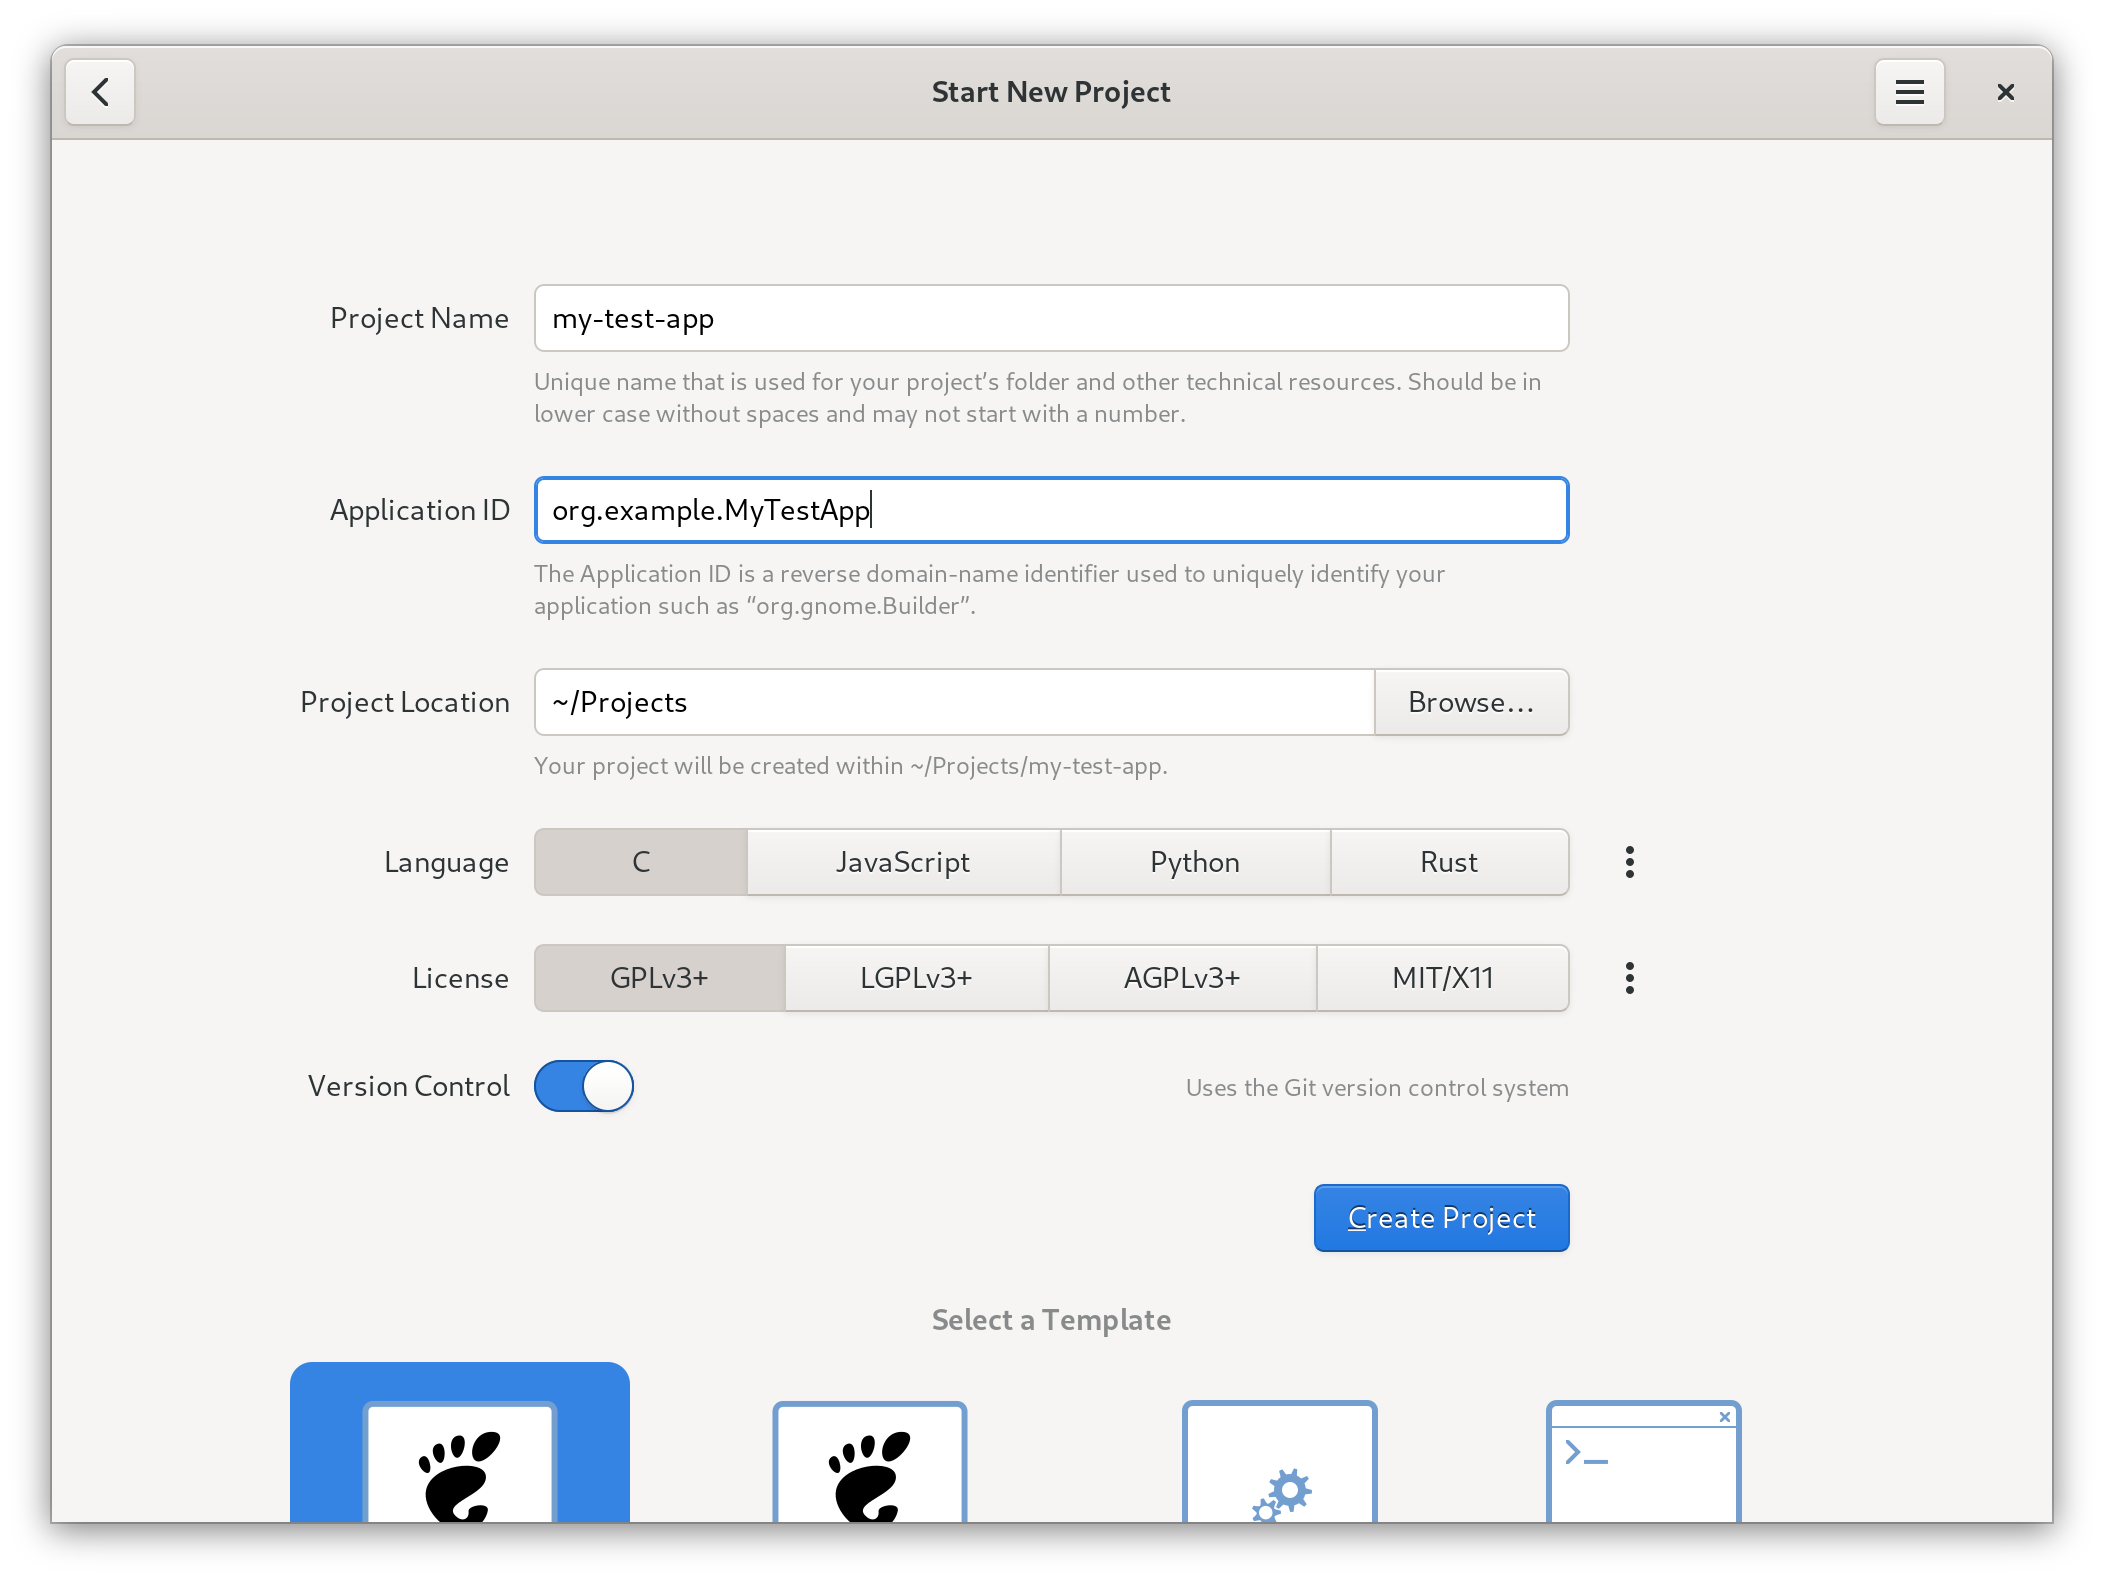 Start New Project
Project Name
my-test-app
Unique name that is used for your project's folder and other technical resources. Should be in
lower case without spaces and may not start with a number.
Application ID
org.example.MyTestApp
The Application ID is a reverse domain-name identifier used to uniquely identify your
application such as “org.gnome.Builder”.
Project Location
~/Projects
Browse…
Your project will be created within ~/Projects/my-test-app.
Language
C
JavaScript
Python
Rust
License
GPLv3+
LGPLv3+
AGPLv3+
MIT/X11
Version Control
Uses the Git version control system
Create Project
Select a Template